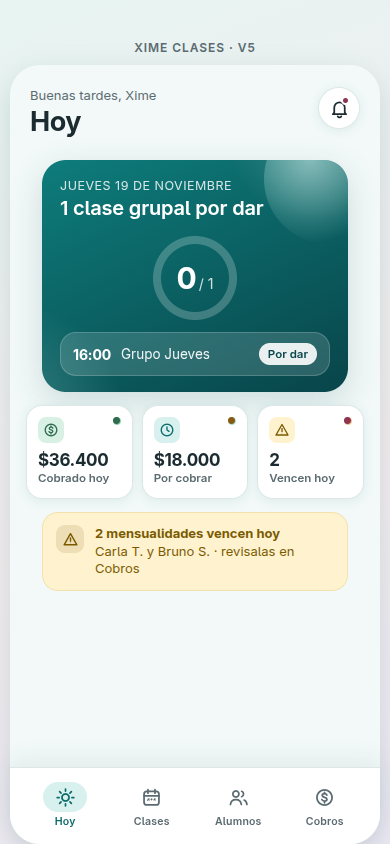 XIME CLASES · V5
Buenas tardes, Xime
Hoy
JUEVES 19 DE NOVIEMBRE
1 clase grupal por dar
0 / 1
16:00 Grupo Jueves Por dar
$36.400
Cobrado hoy
$18.000
Por cobrar
2
Vencen hoy
2 mensualidades vencen hoy
Carla T. y Bruno S. · revisalas en
Cobros
Hoy
Clases
Alumnos
Cobros